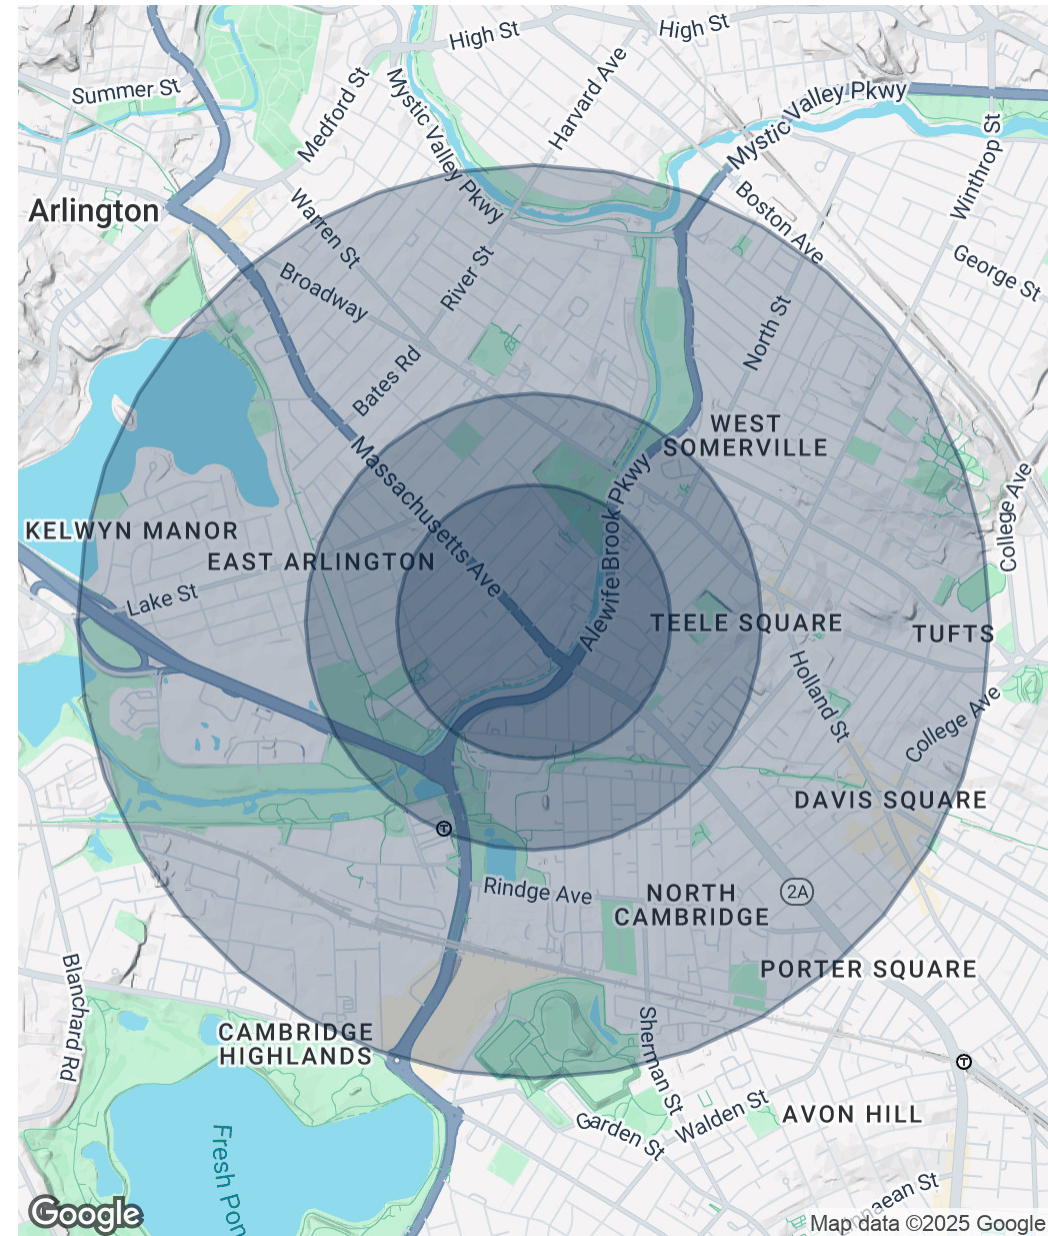 High St
High St
Summer St
Medford St
Mystic Valley Pkwy
Harvard Ave
Mystic Valley Pkwy
Winthrop St
Arlington
Warren St
Boston Ave
George St
Broadway
River St
North St
Bates Rd
WEST
SOMERVILLE
Massachusetts Ave
Alewife Brook Pkwy
College Ave
KELWYN MANOR
EAST ARLINGTON
Lake St
TEELE SQUARE
TUFTS
Holland St
College Ave
DAVIS SQUARE
T
Rindge Ave
NORTH
CAMBRIDGE
2A
PORTER SQUARE
Blanchard Rd
CAMBRIDGE
HIGHLANDS
Sherman St
T
Garden St
Walden St
AVON HILL
Fresh Pon
St
Google
Map data ©2025 Google